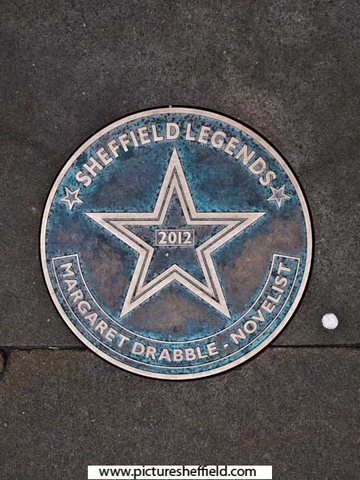 SHEFFIELD LEGENDS
2012
MARGARET DRABBLE - NOVELIST
www.picturesheffield.com